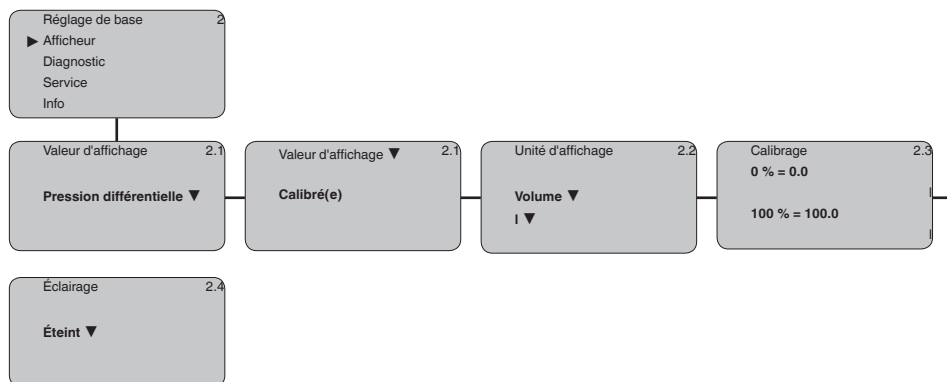 Réglage de base 2
▶ Afficheur
Diagnostic
Service
Info
Valeur d'affichage 2.1
Pression différentielle ▼
Valeur d'affichage ▼ 2.1
Calibré(e)
Unité d'affichage 2.2
Volume ▼
l ▼
Calibrage 2.3
0 % = 0.0
l
100 % = 100.0
l
Éclairage 2.4
Éteint ▼